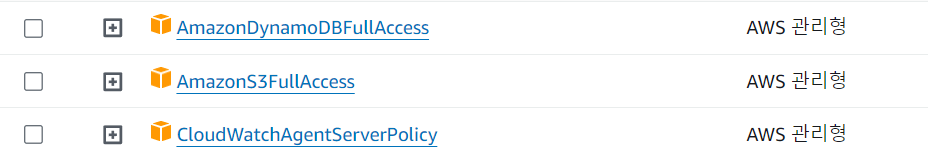 AmazonDynamoDBFullAccess AWS 관리형
AmazonS3FullAccess AWS 관리형
CloudWatchAgentServerPolicy AWS 관리형